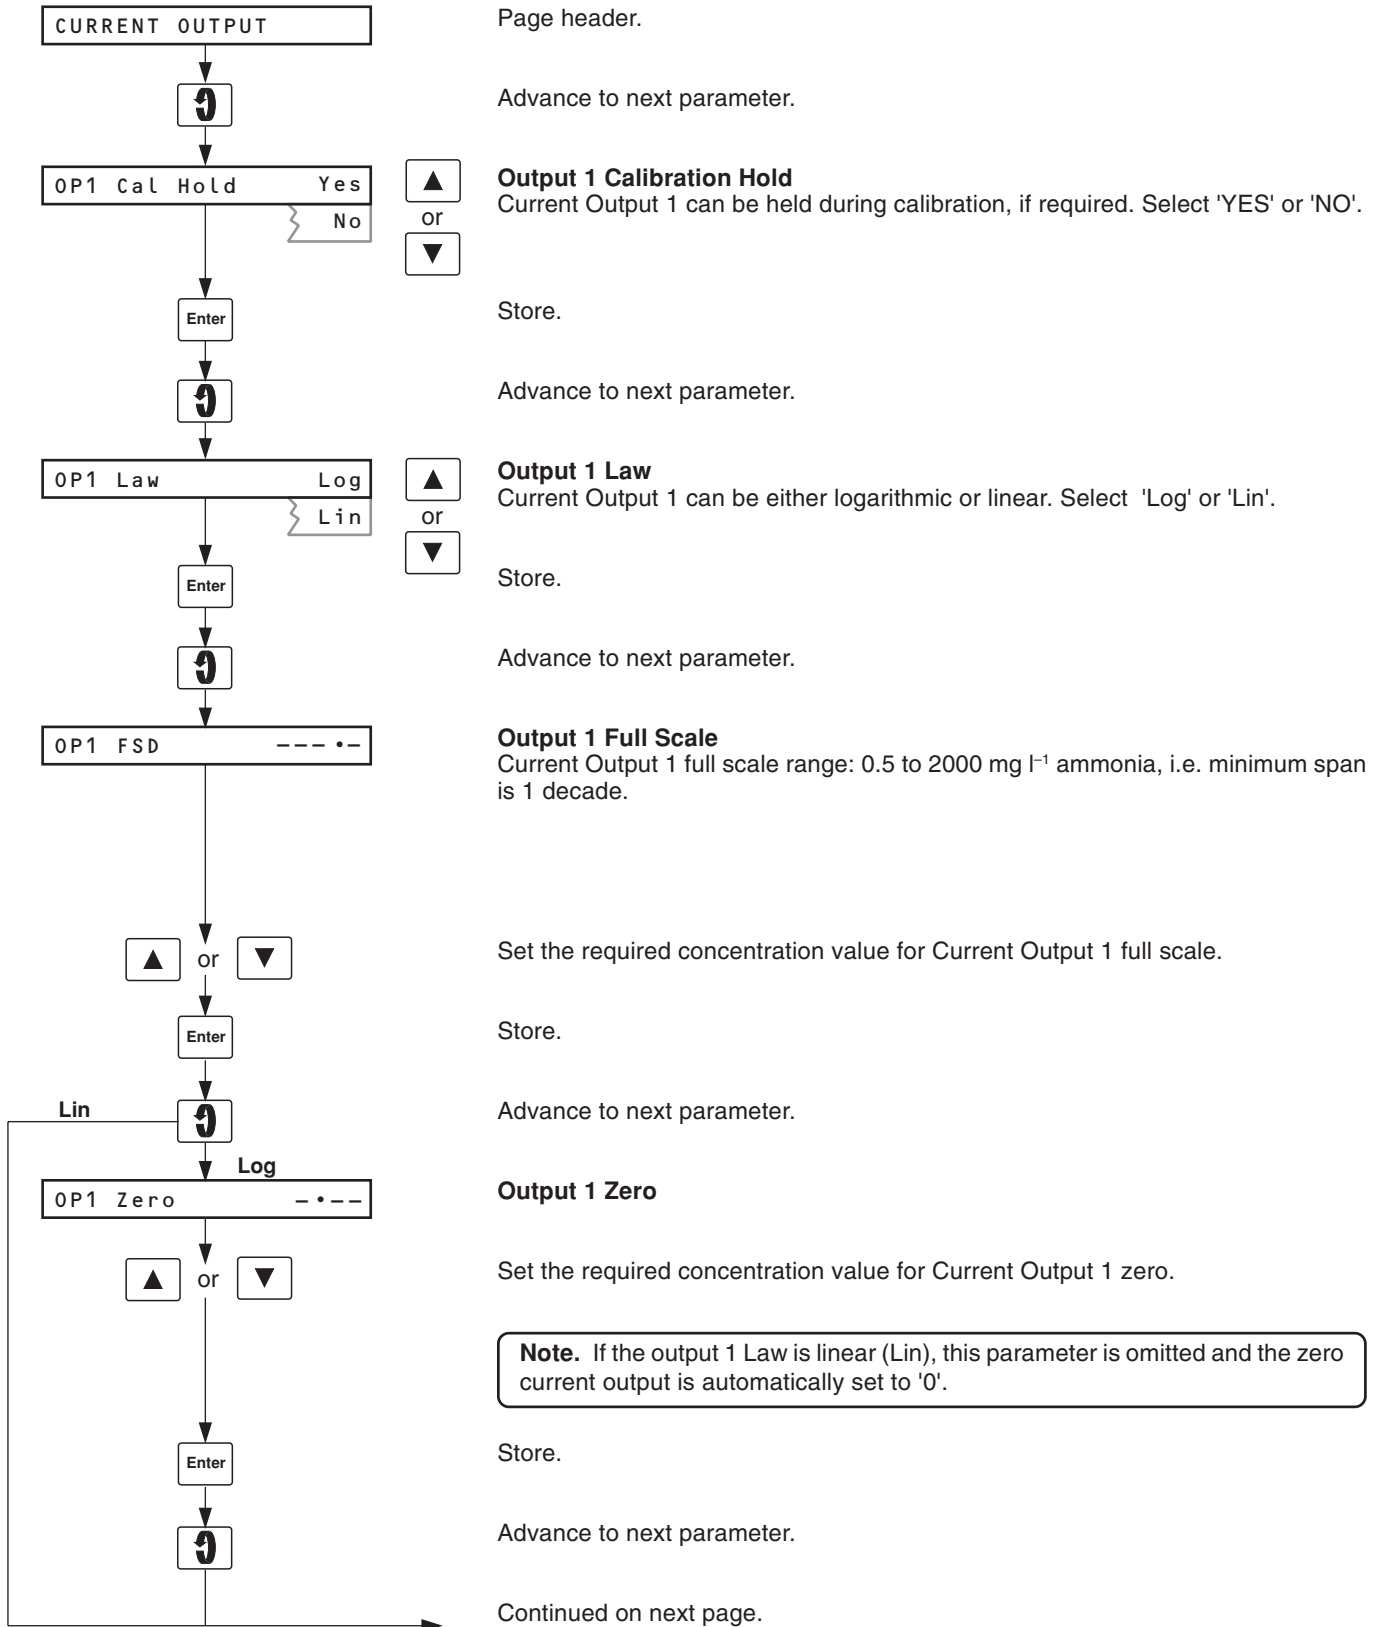 CURRENT OUTPUT
Page header.
Advance to next parameter.
OP1 Cal Hold Yes
No
or
Output 1 Calibration Hold
Current Output 1 can be held during calibration, if required. Select 'YES' or 'NO'.
Enter
Store.
Advance to next parameter.
OP1 Law Log
Lin
or
Output 1 Law
Current Output 1 can be either logarithmic or linear. Select 'Log' or 'Lin'.
Enter
Store.
Advance to next parameter.
OP1 FSD ---•-
Output 1 Full Scale
Current Output 1 full scale range: 0.5 to 2000 mg l⁻¹ ammonia, i.e. minimum span
is 1 decade.
or
Set the required concentration value for Current Output 1 full scale.
Enter
Store.
Lin
Advance to next parameter.
Log
OP1 Zero -•--
Output 1 Zero
or
Set the required concentration value for Current Output 1 zero.
Note. If the output 1 Law is linear (Lin), this parameter is omitted and the zero
current output is automatically set to '0'.
Enter
Store.
Advance to next parameter.
Continued on next page.